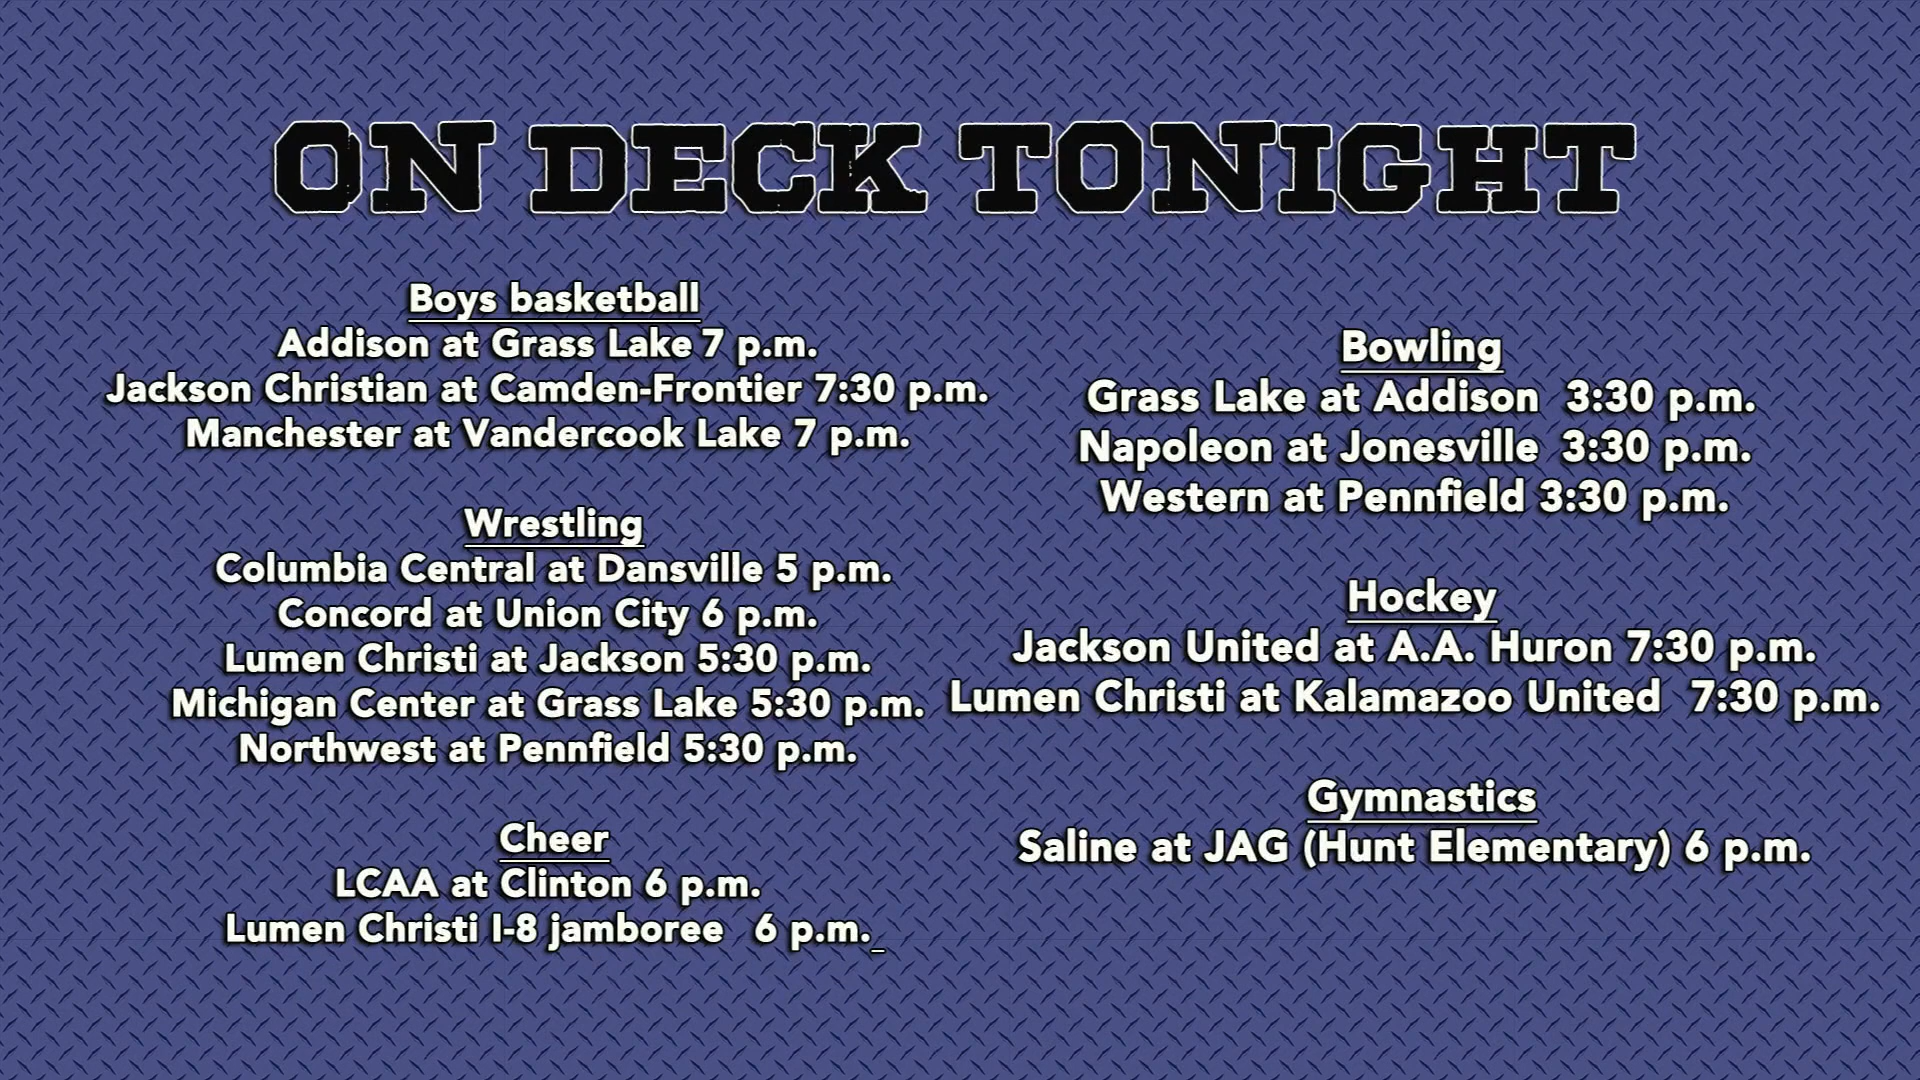 ON DECK TONIGHT
Boys basketball
Addison at Grass Lake 7 p.m.
Jackson Christian at Camden-Frontier 7:30 p.m.
Manchester at Vandercook Lake 7 p.m.
Wrestling
Columbia Central at Dansville 5 p.m.
Concord at Union City 6 p.m.
Lumen Christi at Jackson 5:30 p.m.
Michigan Center at Grass Lake 5:30 p.m.
Northwest at Pennfield 5:30 p.m.
Cheer
LCAA at Clinton 6 p.m.
Lumen Christi I-8 jamboree 6 p.m._
Bowling
Grass Lake at Addison 3:30 p.m.
Napoleon at Jonesville 3:30 p.m.
Western at Pennfield 3:30 p.m.
Hockey
Jackson United at A.A. Huron 7:30 p.m.
Lumen Christi at Kalamazoo United 7:30 p.m.
Gymnastics
Saline at JAG (Hunt Elementary) 6 p.m.